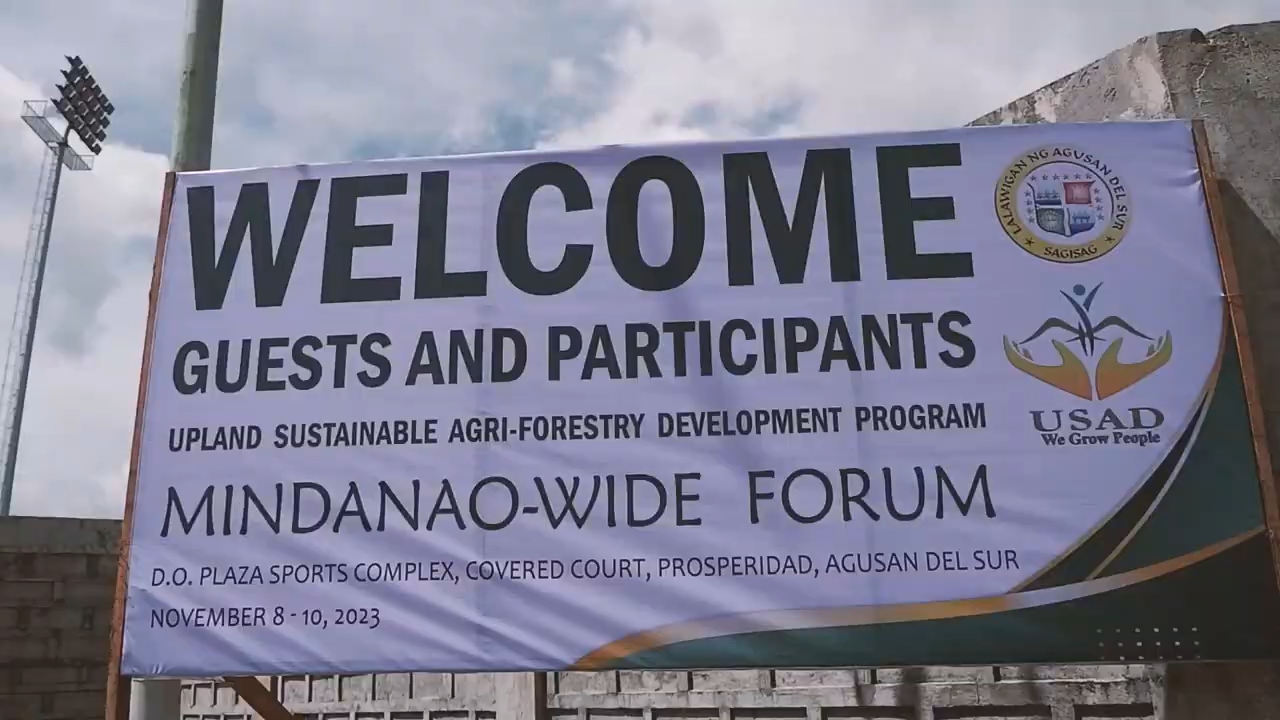 WELCOME
GUESTS AND PARTICIPANTS
UPLAND SUSTAINABLE AGRI-FORESTRY DEVELOPMENT PROGRAM
MINDANAO-WIDE FORUM
D.O. PLAZA SPORTS COMPLEX, COVERED COURT, PROSPERIDAD, AGUSAN DEL SUR
NOVEMBER 8 - 10, 2023
LALAWIGAN NG AGUSAN DEL SUR
SAGISAG
USAD
We Grow People